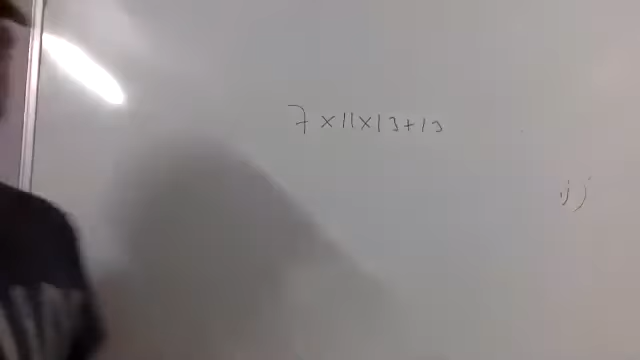 7 × 11 × 13 + 13